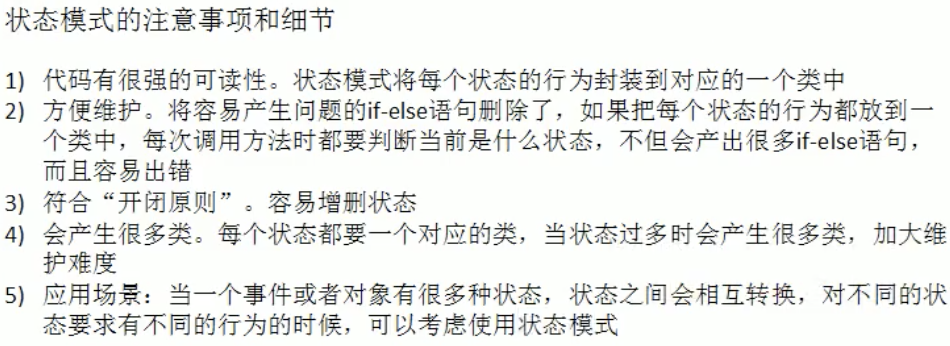 状态模式的注意事项和细节
1) 代码有很强的可读性。状态模式将每个状态的行为封装到对应的一个类中
2) 方便维护。将容易产生问题的if-else语句删除了，如果把每个状态的行为都放到一
个类中，每次调用方法时都要判断当前是什么状态，不但会产出很多if-else语句，
而且容易出错
3) 符合“开闭原则”。容易增删状态
4) 会产生很多类。每个状态都要一个对应的类，当状态过多时会产生很多类，加大维
护难度
5) 应用场景：当一个事件或者对象有很多种状态，状态之间会相互转换，对不同的状
态要求有不同的行为的时候，可以考虑使用状态模式